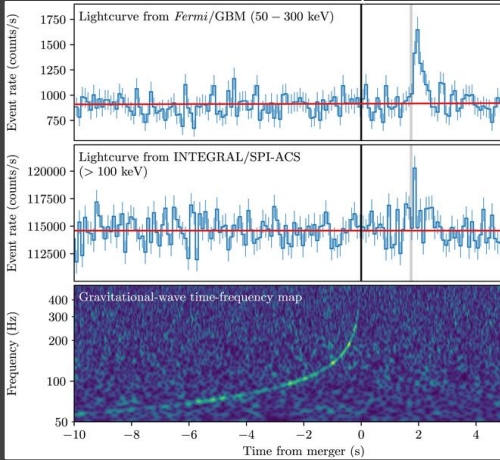 Lightcurve from Fermi/GBM (50 – 300 keV)
Event rate (counts/s)
1750
1500
1250
1000
750
Lightcurve from INTEGRAL/SPI-ACS
(> 100 keV)
Event rate (counts/s)
120000
117500
115000
112500
Gravitational-wave time-frequency map
Frequency (Hz)
400
300
200
100
50
−10 −8 −6 −4 −2 0 2 4
Time from merger (s)